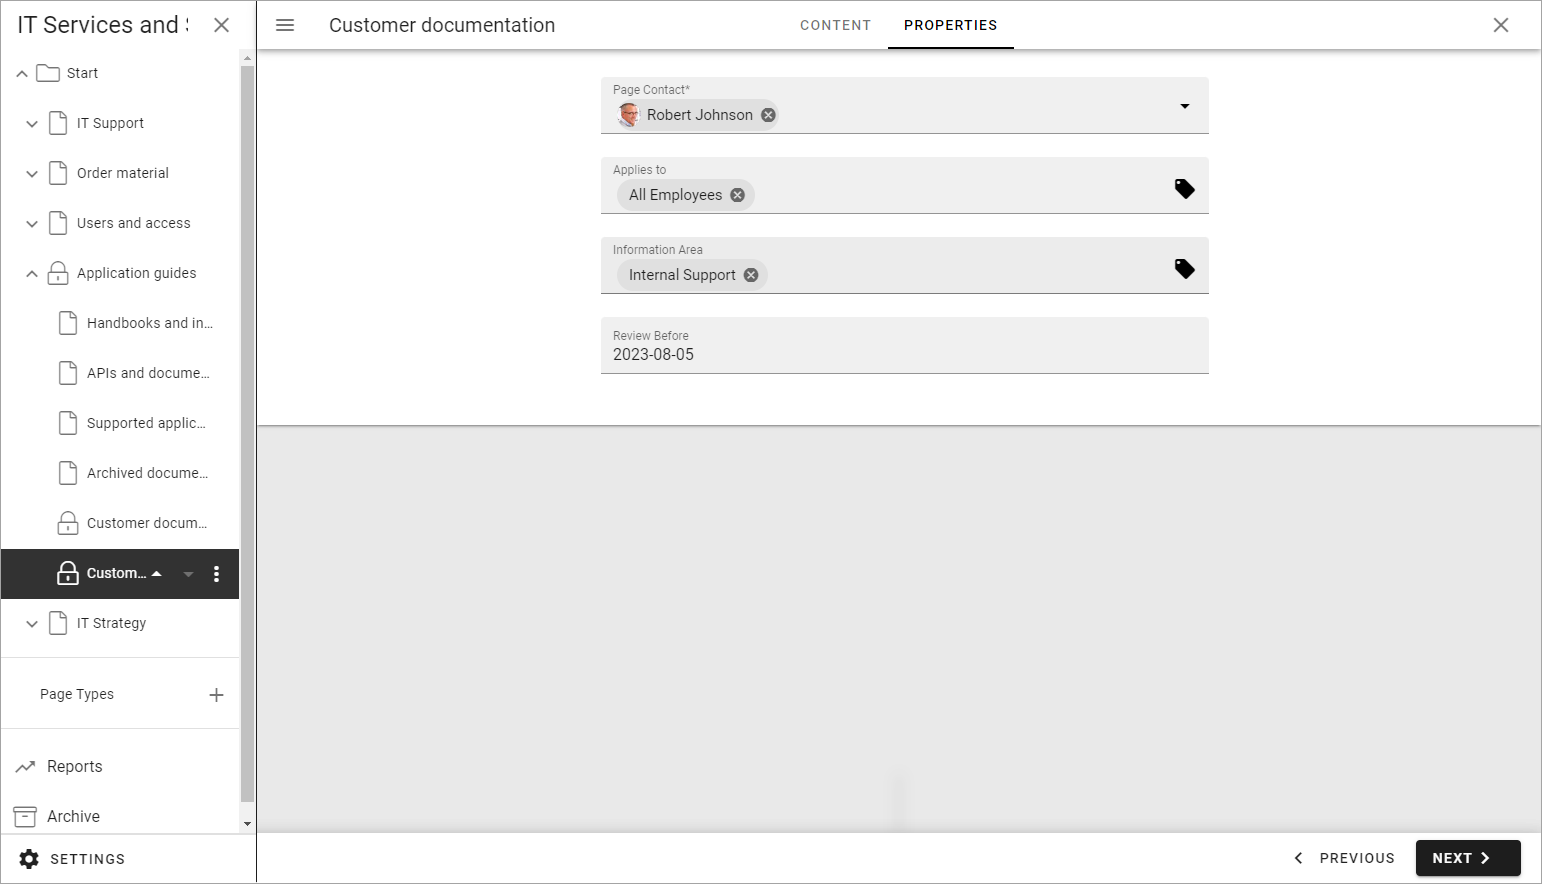 IT Services and
Start
IT Support
Order material
Users and access
Application guides
Handbooks and in...
APIs and docume...
Supported applic...
Archived docume...
Customer docum...
Custom...
IT Strategy
Page Types
Reports
Archive
SETTINGS
Customer documentation
CONTENT
PROPERTIES
Page Contact*
Robert Johnson
Applies to
All Employees
Information Area
Internal Support
Review Before
2023-08-05
PREVIOUS
NEXT